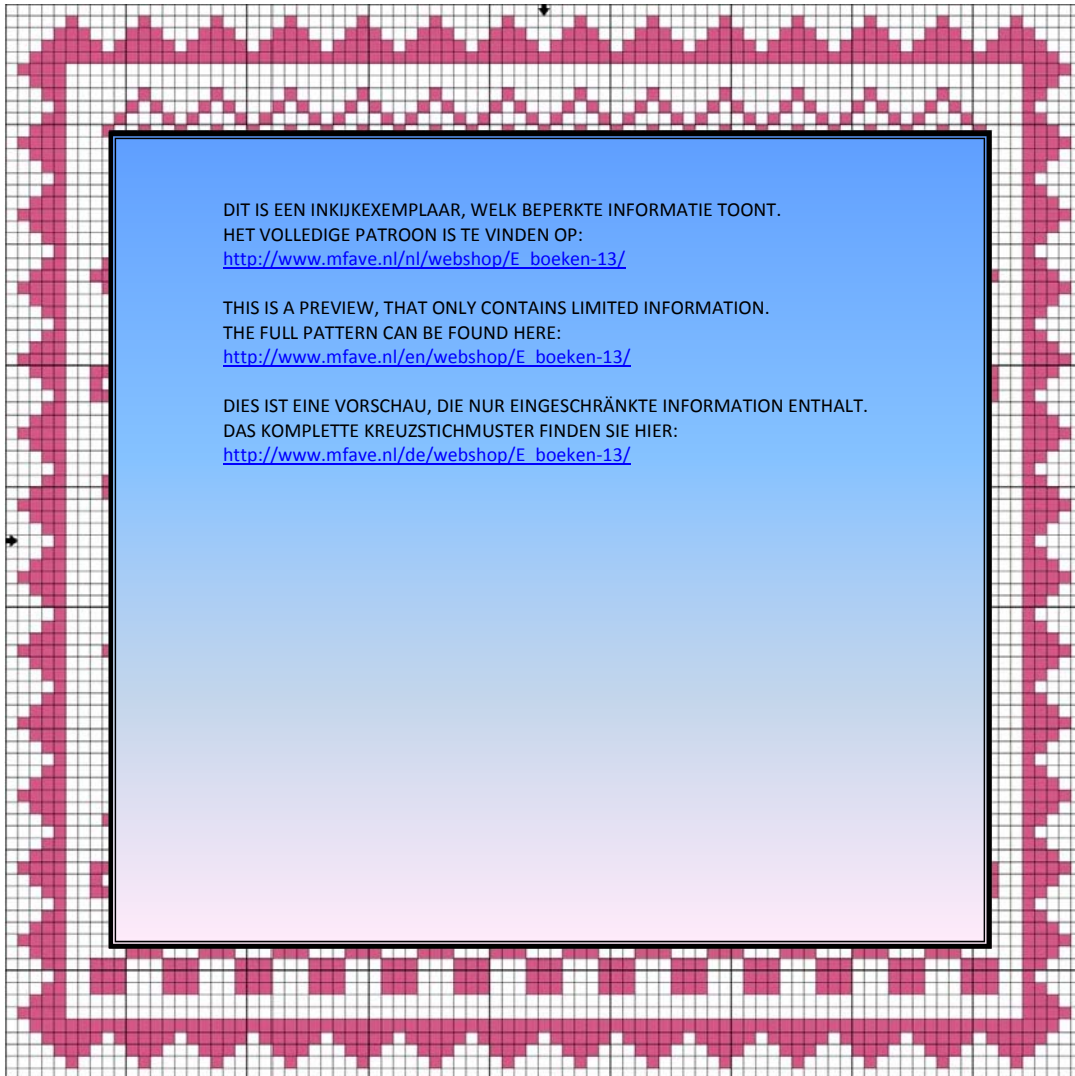 DIT IS EEN INKIJKEXEMPLAAR, WELK BEPERKTE INFORMATIE TOONT.
HET VOLLEDIGE PATROON IS TE VINDEN OP:
http://www.mfave.nl/nl/webshop/E_boeken-13/
THIS IS A PREVIEW, THAT ONLY CONTAINS LIMITED INFORMATION.
THE FULL PATTERN CAN BE FOUND HERE:
http://www.mfave.nl/en/webshop/E_boeken-13/
DIES IST EINE VORSCHAU, DIE NUR EINGESCHRÄNKTE INFORMATION ENTHALT.
DAS KOMPLETTE KREUZSTICHMUSTER FINDEN SIE HIER:
http://www.mfave.nl/de/webshop/E_boeken-13/